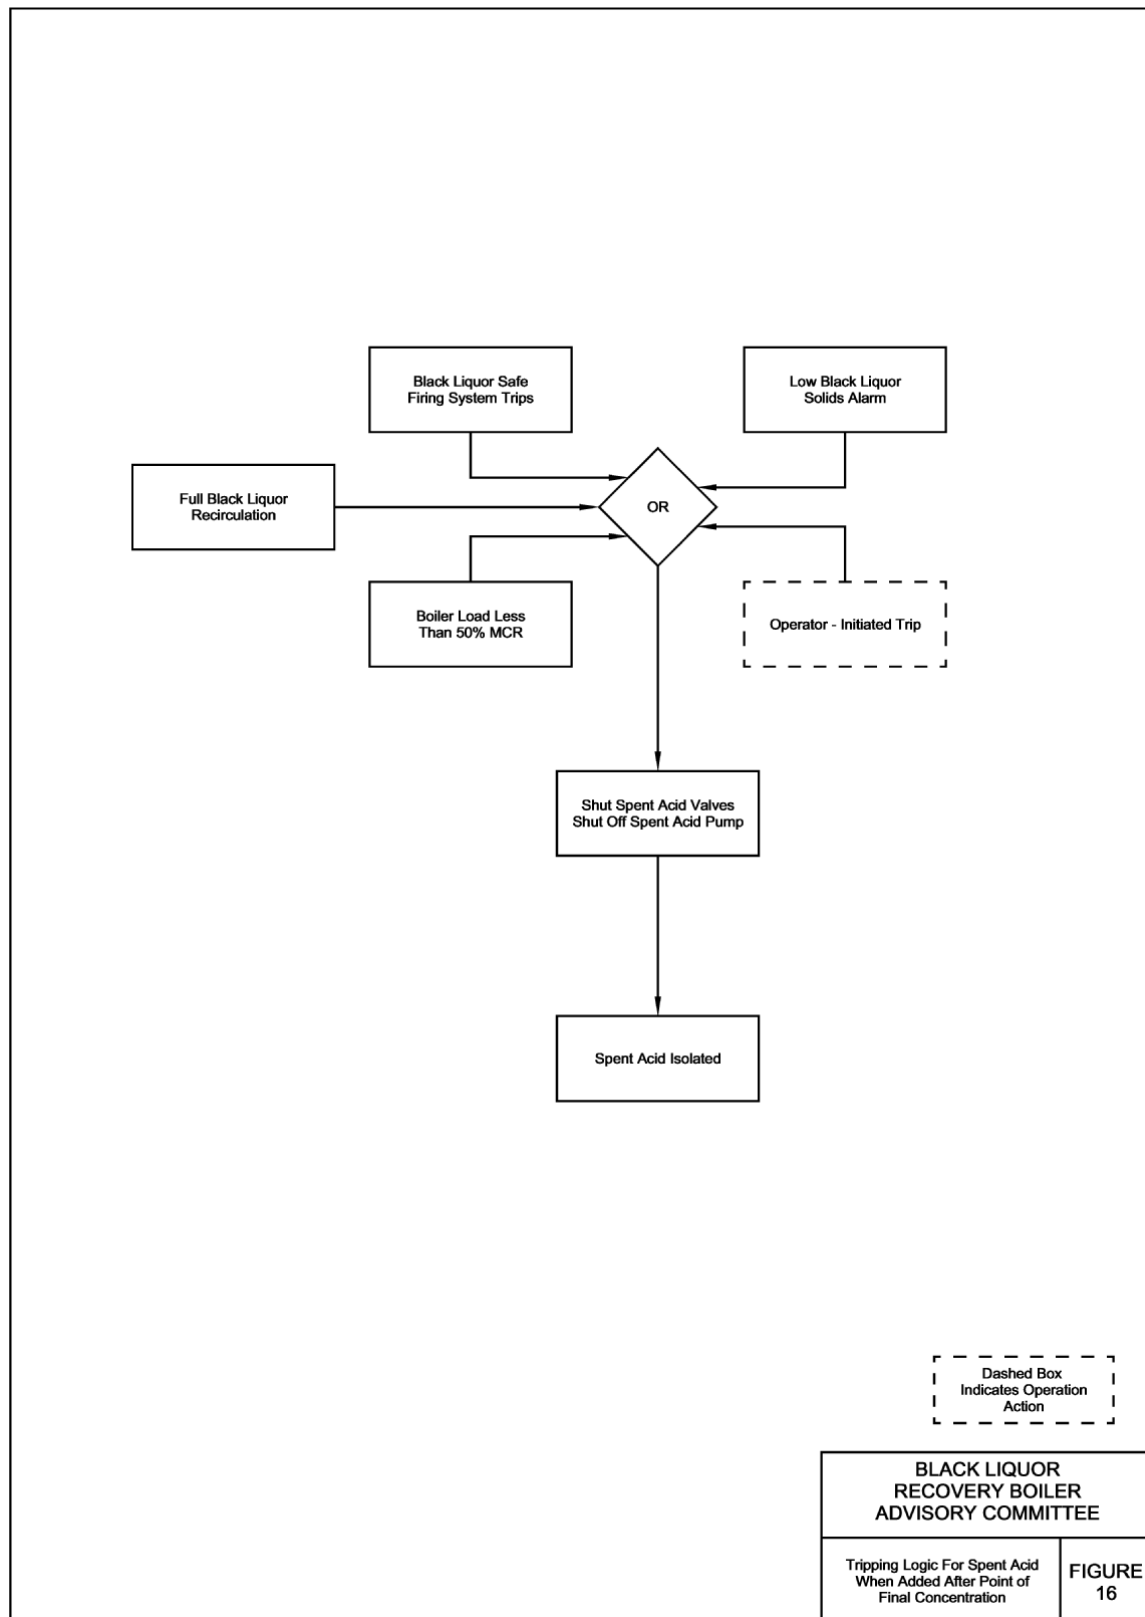 Black Liquor Safe
Firing System Trips
Low Black Liquor
Solids Alarm
Full Black Liquor
Recirculation
OR
Boiler Load Less
Than 50% MCR
Operator - Initiated Trip
Shut Spent Acid Valves
Shut Off Spent Acid Pump
Spent Acid Isolated
Dashed Box
Indicates Operation
Action
BLACK LIQUOR
RECOVERY BOILER
ADVISORY COMMITTEE
Tripping Logic For Spent Acid
When Added After Point of
Final Concentration
FIGURE
16